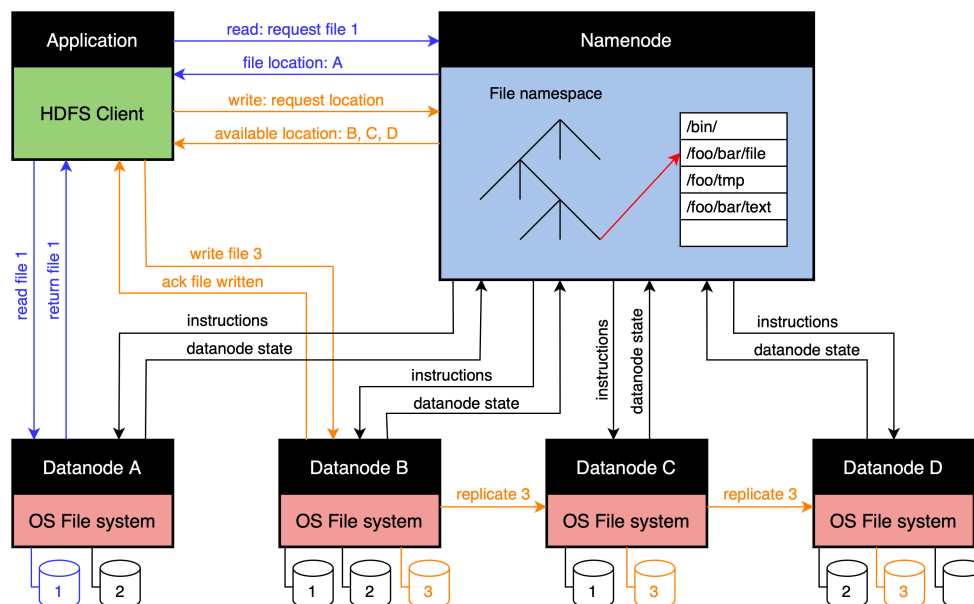 Application
HDFS Client
read: request file 1
file location: A
write: request location
available location: B, C, D
Namenode
File namespace
/bin/
/foo/bar/file
/foo/tmp
/foo/bar/text
read file 1
return file 1
write file 3
ack file written
instructions
datanode state
instructions
datanode state
instructions
datanode state
instructions
datanode state
Datanode A
OS File system
1
2
Datanode B
OS File system
1
2
3
replicate 3
Datanode C
OS File system
1
3
replicate 3
Datanode D
OS File system
2
3